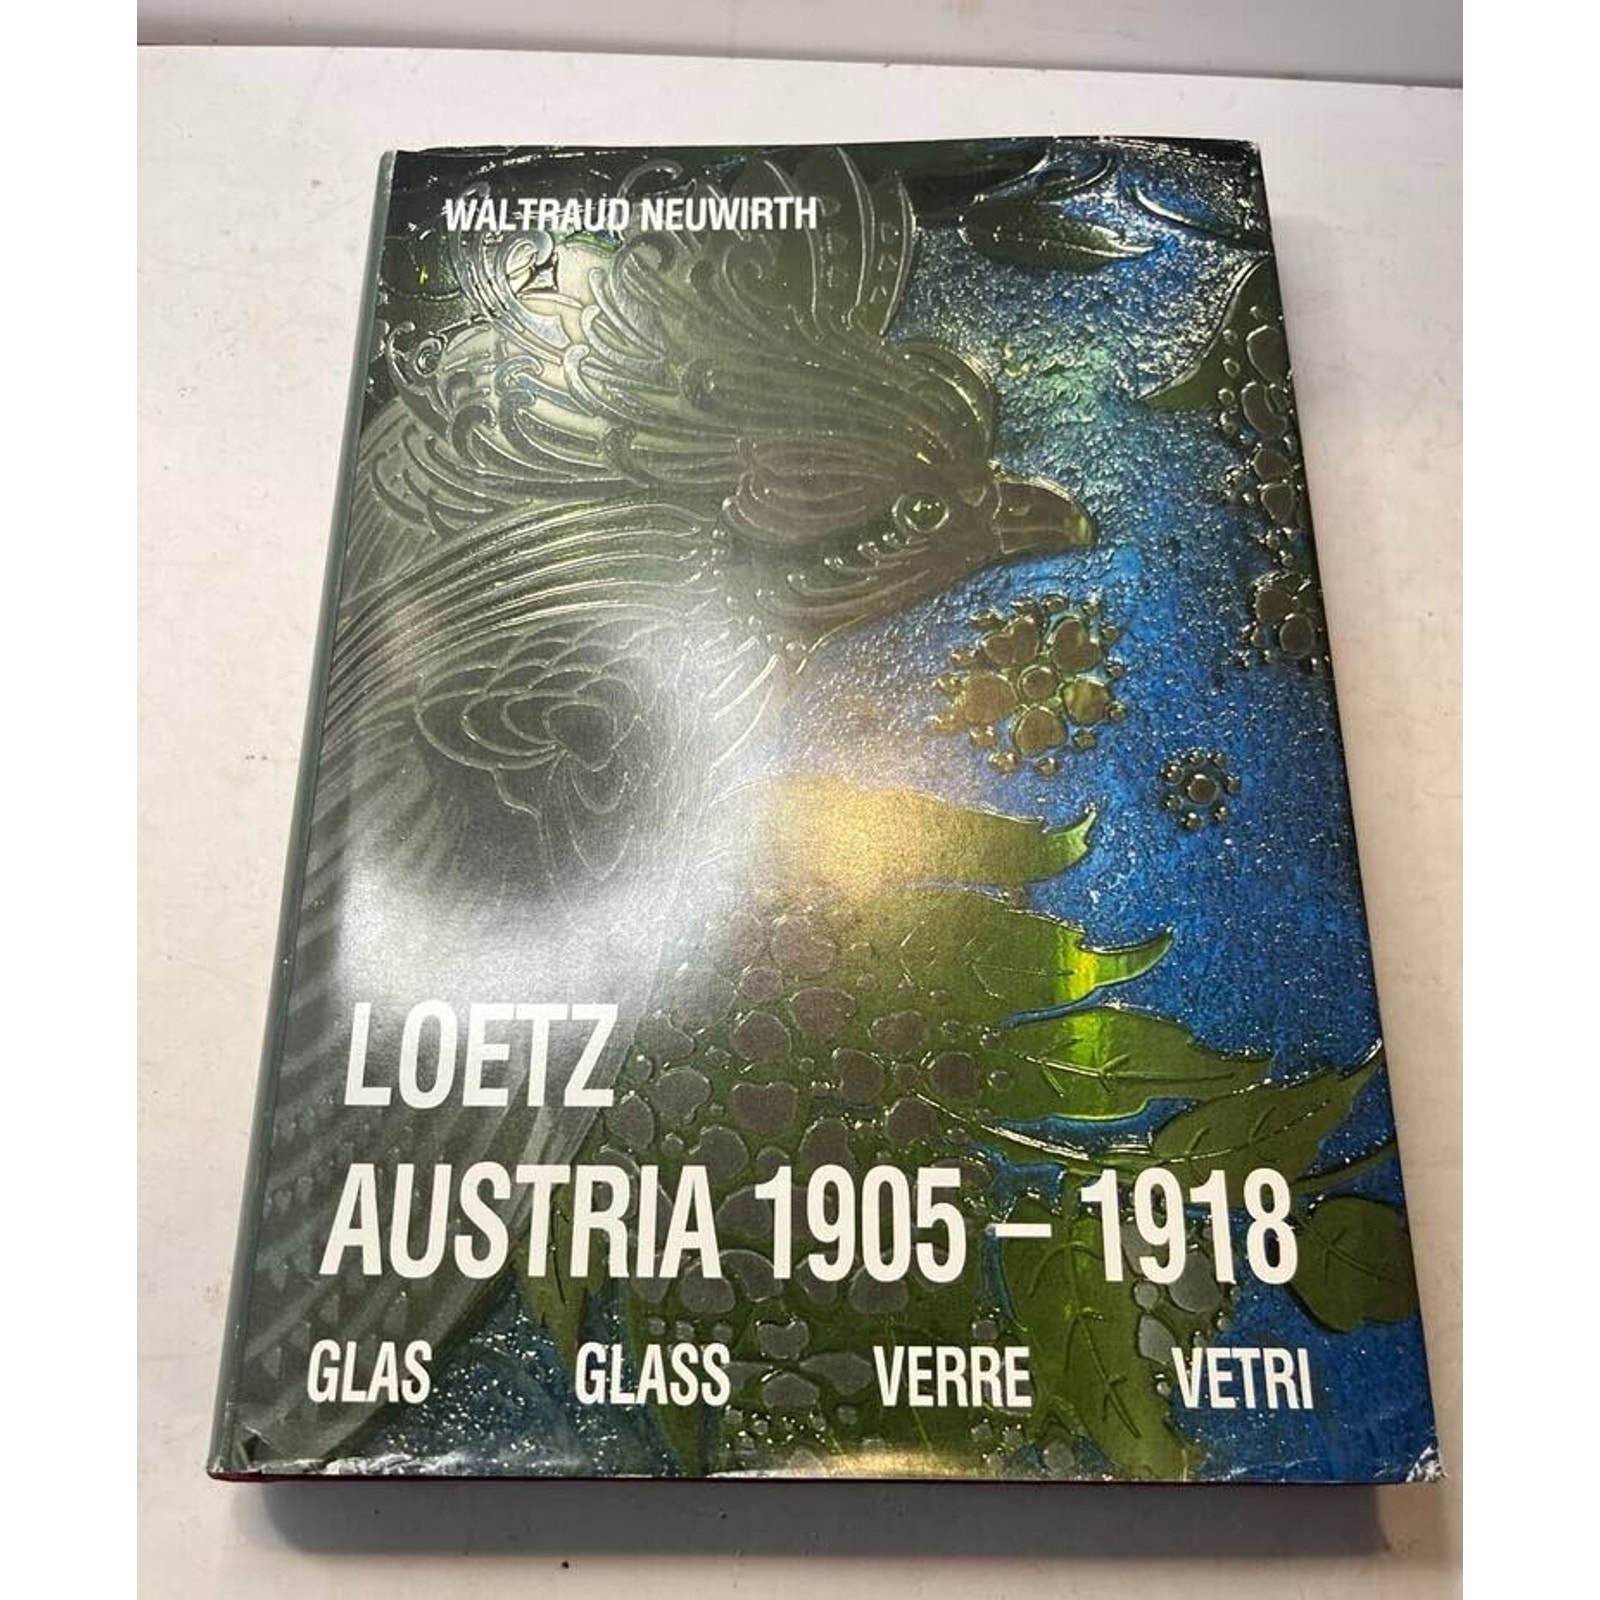 WALTRAUD NEUWIRTH
LOETZ
AUSTRIA 1905 – 1918
GLAS GLASS VERRE VETRI